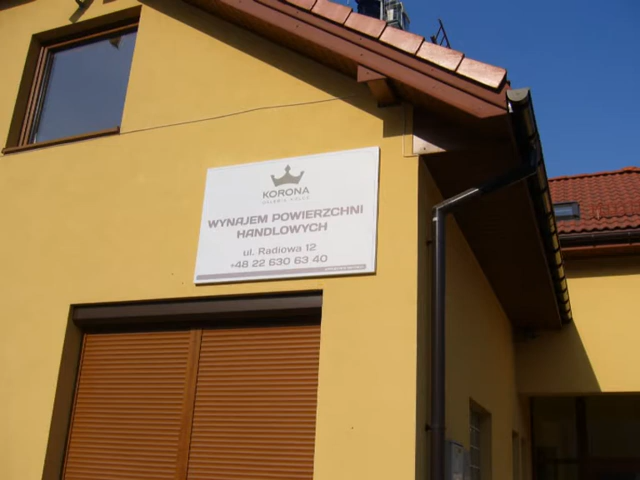 KORONA
WYNAJEM POWIERZCHNI
HANDLOWYCH
ul. Radiowa 12
+48 22 630 63 40